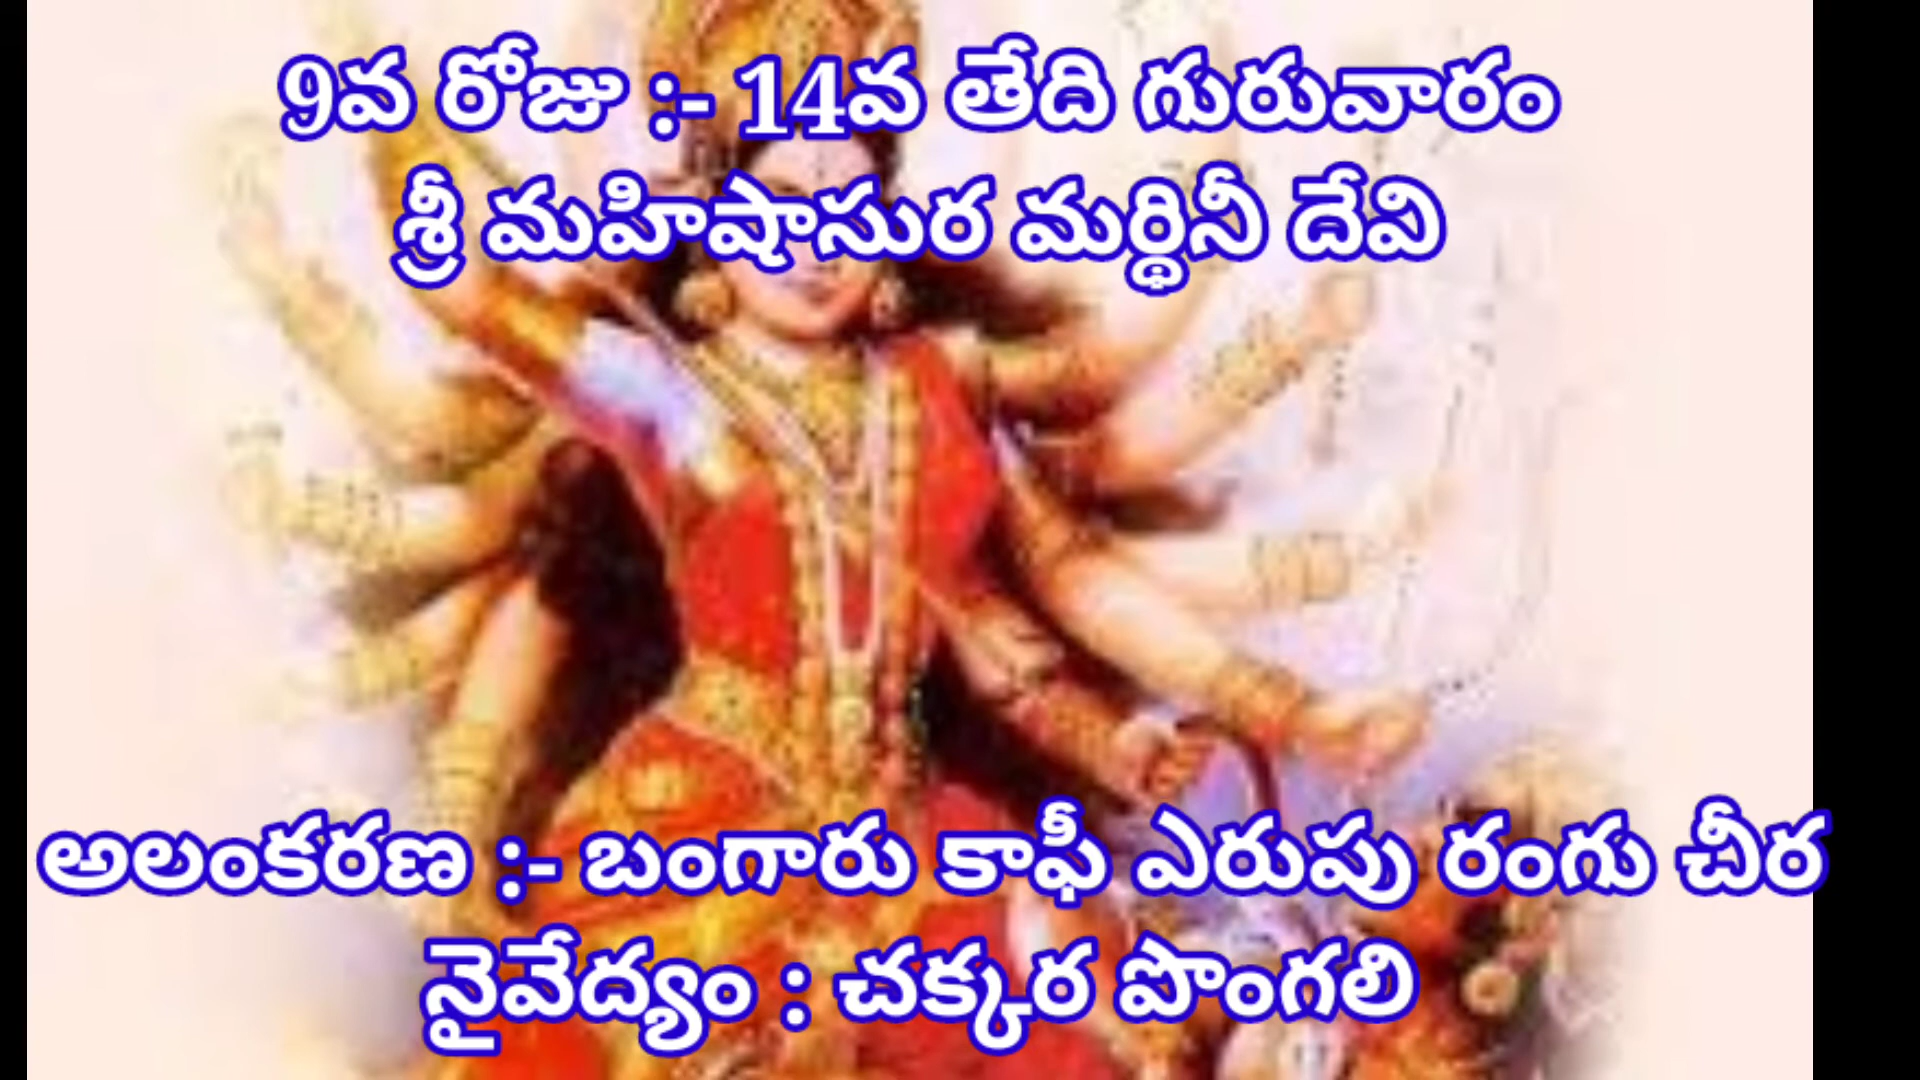 9వ రోజు :- 14వ తేది గురువారం
శ్రీ మహిషాసుర మర్థినీ దేవి
అలంకరణ :- బంగారు కాఫీ ఎరుపు రంగు చీర
నైవేద్యం : చక్కర పొంగలి